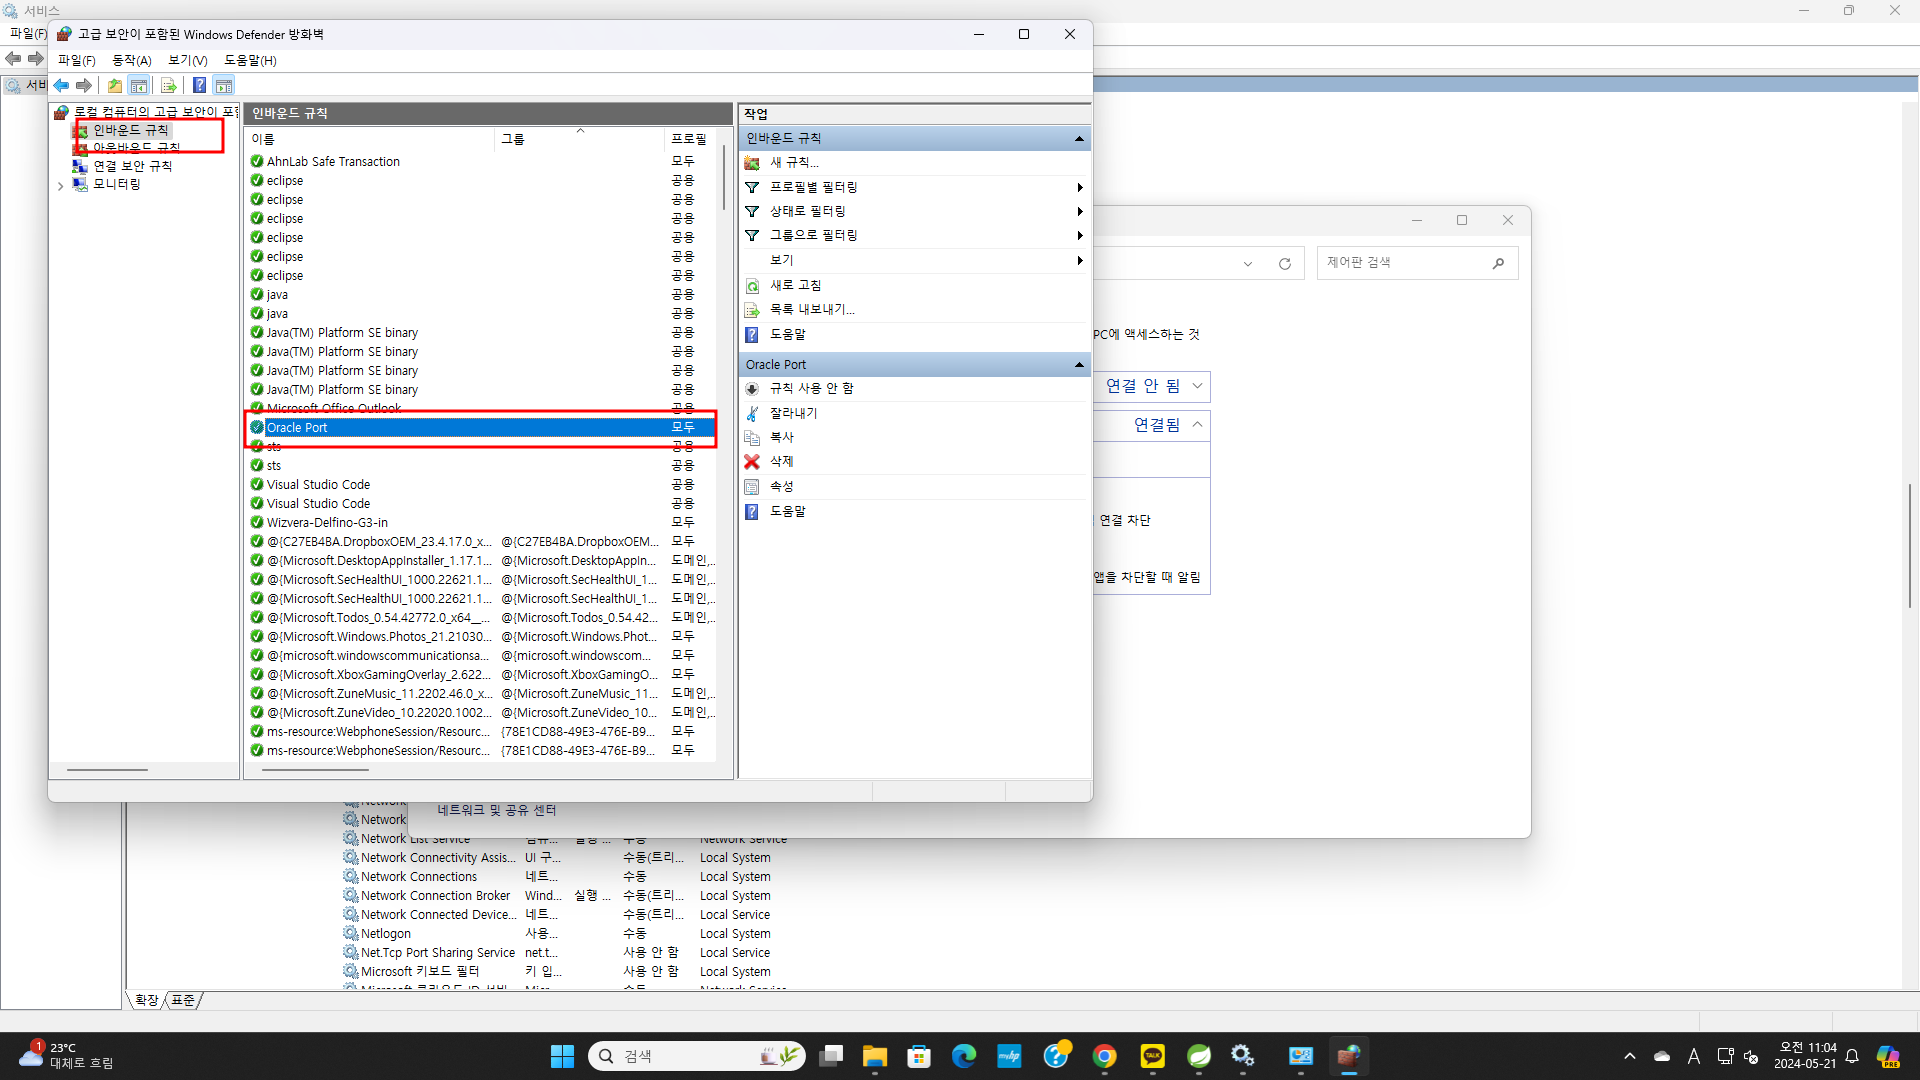 서비스
파일(F)
서비
고급 보안이 포함된 Windows Defender 방화벽
파일(F) 동작(A) 보기(V) 도움말(H)
로컬 컴퓨터의 고급 보안이 포함
인바운드 규칙
아웃바운드 규칙
연결 보안 규칙
모니터링
인바운드 규칙
이름 그룹 프로필
AhnLab Safe Transaction 모두
eclipse 공용
eclipse 공용
eclipse 공용
eclipse 공용
eclipse 공용
eclipse 공용
java 공용
java 공용
Java(TM) Platform SE binary 공용
Java(TM) Platform SE binary 공용
Java(TM) Platform SE binary 공용
Java(TM) Platform SE binary 공용
Microsoft Office Outlook 공용
Oracle Port 모두
sts 공용
sts 공용
Visual Studio Code 공용
Visual Studio Code 공용
Wizvera-Delfino-G3-in 모두
@{C27EB4BA.DropboxOEM_23.4.17.0_x... @{C27EB4BA.DropboxOEM... 모두
@{Microsoft.DesktopAppInstaller_1.17.1... @{Microsoft.DesktopAppIn... 도메인,...
@{Microsoft.SecHealthUI_1000.22621.1... @{Microsoft.SecHealthUI_1... 도메인,...
@{Microsoft.SecHealthUI_1000.22621.1... @{Microsoft.SecHealthUI_1... 도메인,...
@{Microsoft.Todos_0.54.42772.0_x64__... @{Microsoft.Todos_0.54.42... 도메인,...
@{Microsoft.Windows.Photos_21.21030... @{Microsoft.Windows.Phot... 모두
@{microsoft.windowscommunicationsa... @{microsoft.windowscom... 모두
@{Microsoft.XboxGamingOverlay_2.622... @{Microsoft.XboxGamingO... 모두
@{Microsoft.ZuneMusic_11.2202.46.0_x... @{Microsoft.ZuneMusic_11... 도메인,...
@{Microsoft.ZuneVideo_10.22020.1002... @{Microsoft.ZuneVideo_10... 도메인,...
ms-resource:WebphoneSession/Resourc... {78E1CD88-49E3-476E-B9... 모두
ms-resource:WebphoneSession/Resourc... {78E1CD88-49E3-476E-B9... 모두
작업
인바운드 규칙
새 규칙...
프로필별 필터링
상태로 필터링
그룹으로 필터링
보기
새로 고침
목록 내보내기...
도움말
Oracle Port
규칙 사용 안 함
잘라내기
복사
삭제
속성
도움말
제어판 검색
PC에 액세스하는 것
연결 안 됨
연결됨
연결 차단
앱을 차단할 때 알림
네트워크 및 공유 센터
Network
Network List Service 실행 ... 수동 Network Service
Network Connectivity Assis... UI 구... 수동(트리... Local System
Network Connections 네트... 수동 Local System
Network Connection Broker Wind... 실행 ... 수동(트리... Local System
Network Connected Device... 네트... 수동(트리... Local Service
Netlogon 사용... 수동 Local System
Net.Tcp Port Sharing Service net.t... 사용 안 함 Local Service
Microsoft 키보드 필터 키 입... 사용 안 함 Local System
확장 표준
1
23°C
대체로 흐림
검색
myhp
TALK
A
오전 11:04
2024-05-21
PRE